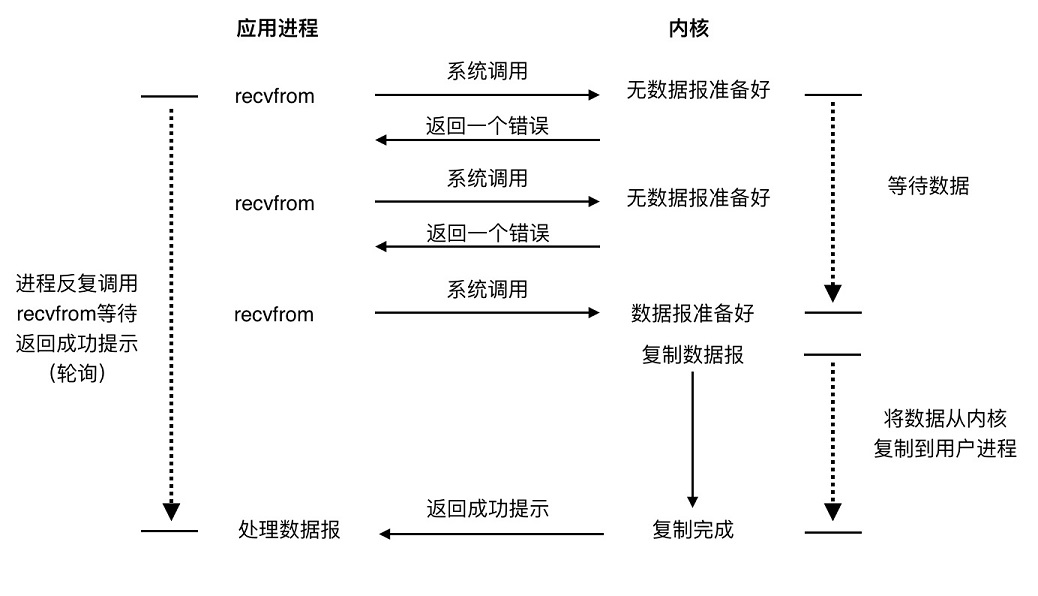 应用进程
内核
系统调用
recvfrom
无数据报准备好
返回一个错误
系统调用
recvfrom
无数据报准备好
等待数据
返回一个错误
进程反复调用
recvfrom等待
返回成功提示
（轮询）
系统调用
recvfrom
数据报准备好
复制数据报
将数据从内核
复制到用户进程
返回成功提示
处理数据报
复制完成